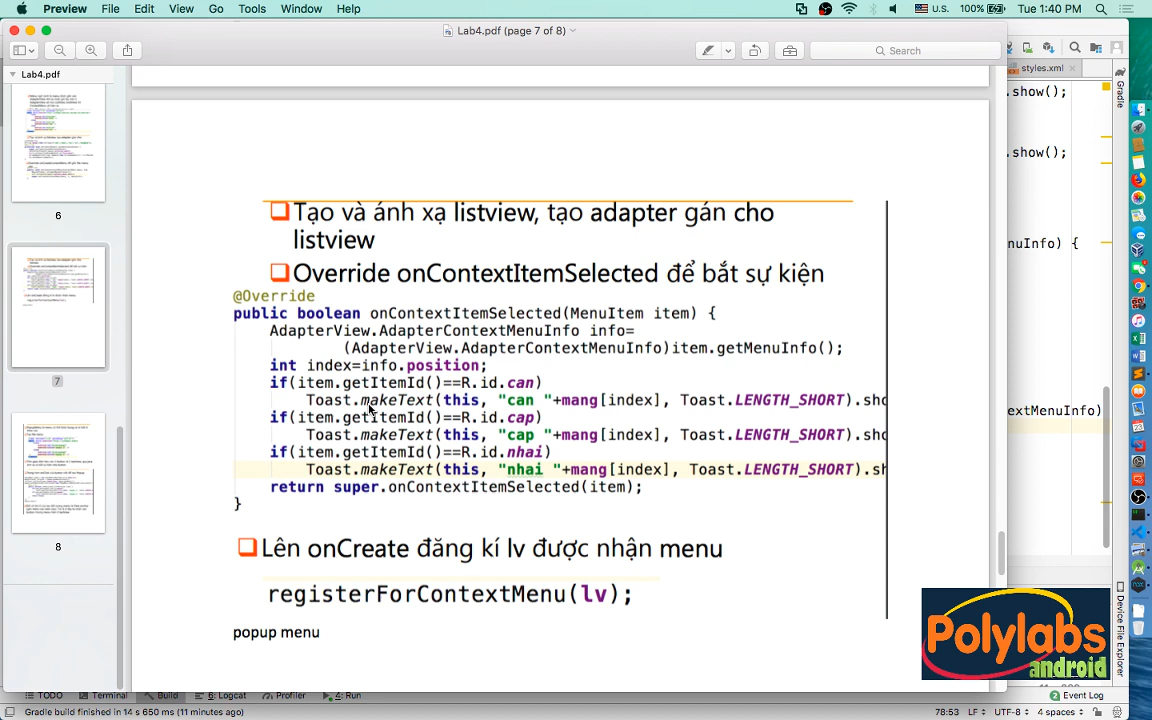 Preview File Edit View Go Tools Window Help U.S. 100% Tue 1:40 PM
Lab4.pdf (page 7 of 8)
Search
Lab4.pdf
styles.xml
Gradle
.show();
.show();
nuInfo) {
extMenuInfo)
6
7
8
Tạo và ánh xạ listview, tạo adapter gán cho
listview
Override onContextItemSelected để bắt sự kiện
@Override
public boolean onContextItemSelected(MenuItem item) {
AdapterView.AdapterContextMenuInfo info=
(AdapterView.AdapterContextMenuInfo)item.getMenuInfo();
int index=info.position;
if(item.getItemId()==R.id.can)
Toast.makeText(this, "can "+mang[index], Toast.LENGTH_SHORT).sho
if(item.getItemId()==R.id.cap)
Toast.makeText(this, "cap "+mang[index], Toast.LENGTH_SHORT).sho
if(item.getItemId()==R.id.nhai)
Toast.makeText(this, "nhai "+mang[index], Toast.LENGTH_SHORT).sh
return super.onContextItemSelected(item);
}
Lên onCreate đăng kí lv được nhận menu
registerForContextMenu(lv);
popup menu
Polylabs
android
Device File Explorer
TODO Terminal Build 6: Logcat Profiler 4: Run 2 Event Log
Gradle build finished in 14 s 650 ms (11 minutes ago) 78:53 LF UTF-8 4 spaces